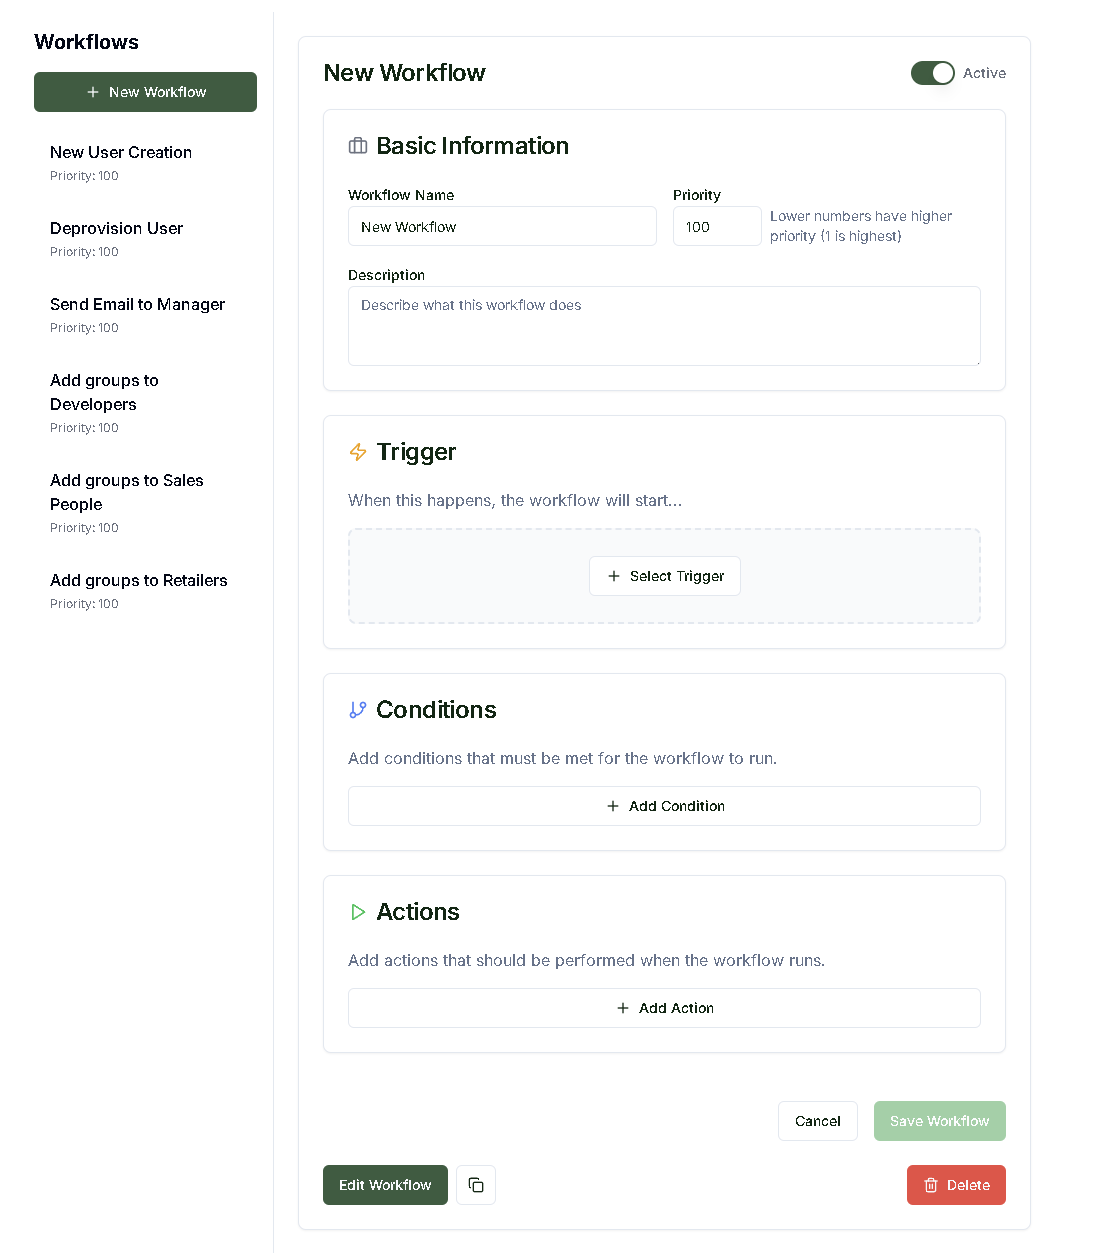 Workflows
New Workflow
New User Creation
Priority: 100
Deprovision User
Priority: 100
Send Email to Manager
Priority: 100
Add groups to
Developers
Priority: 100
Add groups to Sales
People
Priority: 100
Add groups to Retailers
Priority: 100
New Workflow
Active
Basic Information
Workflow Name
New Workflow
Priority
100
Lower numbers have higher
priority (1 is highest)
Description
Describe what this workflow does
Trigger
When this happens, the workflow will start...
Select Trigger
Conditions
Add conditions that must be met for the workflow to run.
Add Condition
Actions
Add actions that should be performed when the workflow runs.
Add Action
Cancel
Save Workflow
Edit Workflow
Delete